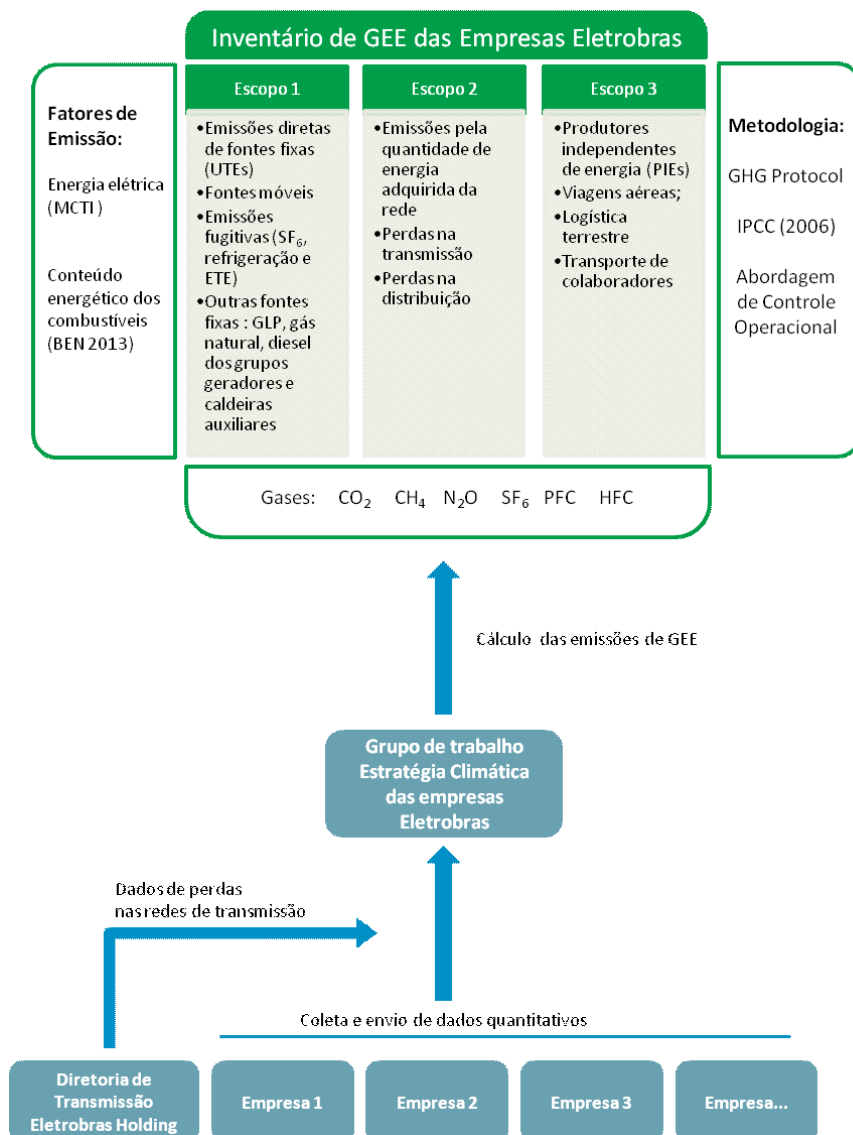 Inventário de GEE das Empresas Eletrobras
Fatores de
Emissão:
Energia elétrica
(MCTI)
Conteúdo
energético dos
combustíveis
(BEN 2013)
Escopo 1
•Emissões diretas
de fontes fixas
(UTEs)
•Fontes móveis
•Emissões
fugitivas (SF₆,
refrigeração e
ETE)
•Outras fontes
fixas : GLP, gás
natural, diesel
dos grupos
geradores e
caldeiras
auxiliares
Escopo 2
•Emissões pela
quantidade de
energia
adquirida da
rede
•Perdas na
transmissão
•Perdas na
distribuição
Escopo 3
•Produtores
independentes
de energia (PIEs)
•Viagens aéreas;
•Logística
terrestre
•Transporte de
colaboradores
Metodologia:
GHG Protocol
IPCC (2006)
Abordagem
de Controle
Operacional
Gases: CO₂ CH₄ N₂O SF₆ PFC HFC
Cálculo das emissões de GEE
Grupo de trabalho
Estratégia Climática
das empresas
Eletrobras
Dados de perdas
nas redes de transmissão
Coleta e envio de dados quantitativos
Diretoria de
Transmissão
Eletrobras Holding
Empresa 1
Empresa 2
Empresa 3
Empresa...